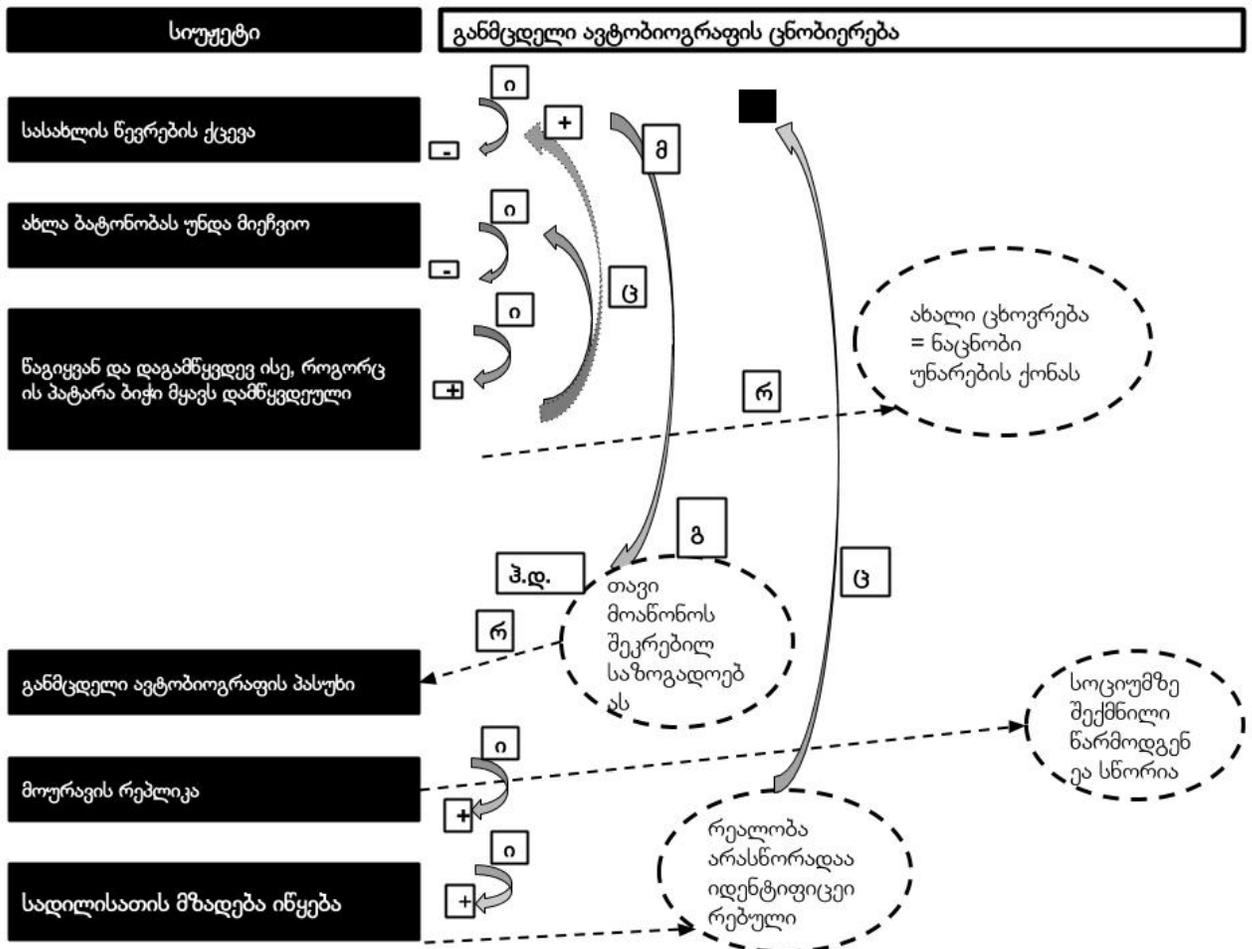 სიუჟეტი
განმცდელი ავტობიოგრაფის ცნობიერება
ი
სასახლის წევრების ქცევა
+
-
მ
ახლა ბატონობას უნდა მიეჩვიო
ი
-
ც
ი
წაგიყვან და დაგამწყვდევ ისე, როგორც
ის პატარა ბიჭი მყავს დამწყვდეული
+
რ
ახალი ცხოვრება
= ნაცნობი
უნარების ქონას
გ
ჰ.დ.
ც
თავი
მოაწონოს
შეკრებილ
საზოგადოებ
ას
რ
განმცდელი ავტობიოგრაფის პასუხი
სოციუმზე
შექმნილი
წარმოდგენ
ეა სწორია
ი
მოურავის რეპლიკა
+
რეალობა
არასწორადაა
იდენტიფიცეი
რებული
ი
სადილისათის მზადება იწყება
+